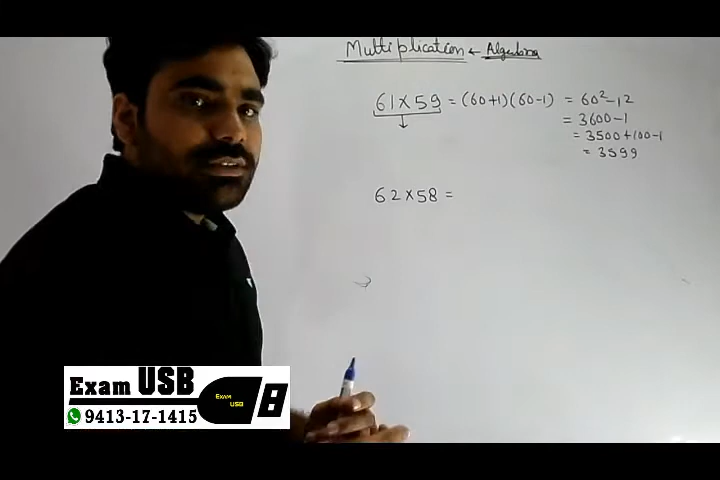 Multiplication ← Algebra
61 × 59 = (60+1) (60-1) = 60² - 1²
= 3600 - 1
= 3500 + 100 - 1
= 3599
62 × 58 =
Exam USB
9413-17-1415
EXAM
USB